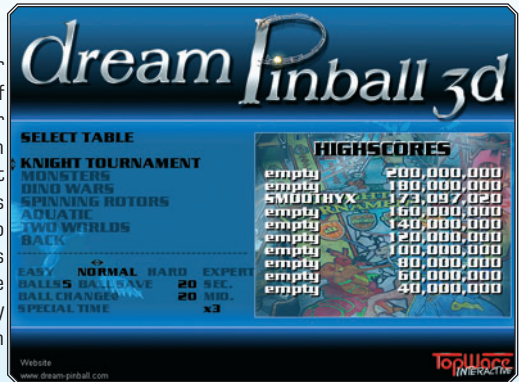 dream Pinball 3d
SELECT TABLE
KNIGHT TOURNAMENT
MONSTERS
DINO WARS
SPINNING ROTORS
AQUATIC
TWO WORLDS
BACK
EASY NORMAL HARD EXPERT
BALLS 5 BALL SAVE 20 SEC.
BALL CHANGE 20 MIO.
SPECIAL TIME x3
HIGHSCORES
empty 200,000,000
empty 180,000,000
SMOOTHYX 173,097,020
empty 160,000,000
empty 140,000,000
empty 120,000,000
empty 100,000,000
empty 80,000,000
empty 60,000,000
empty 40,000,000
Website
www.dream-pinball.com
TopWare
INTERACTIVE